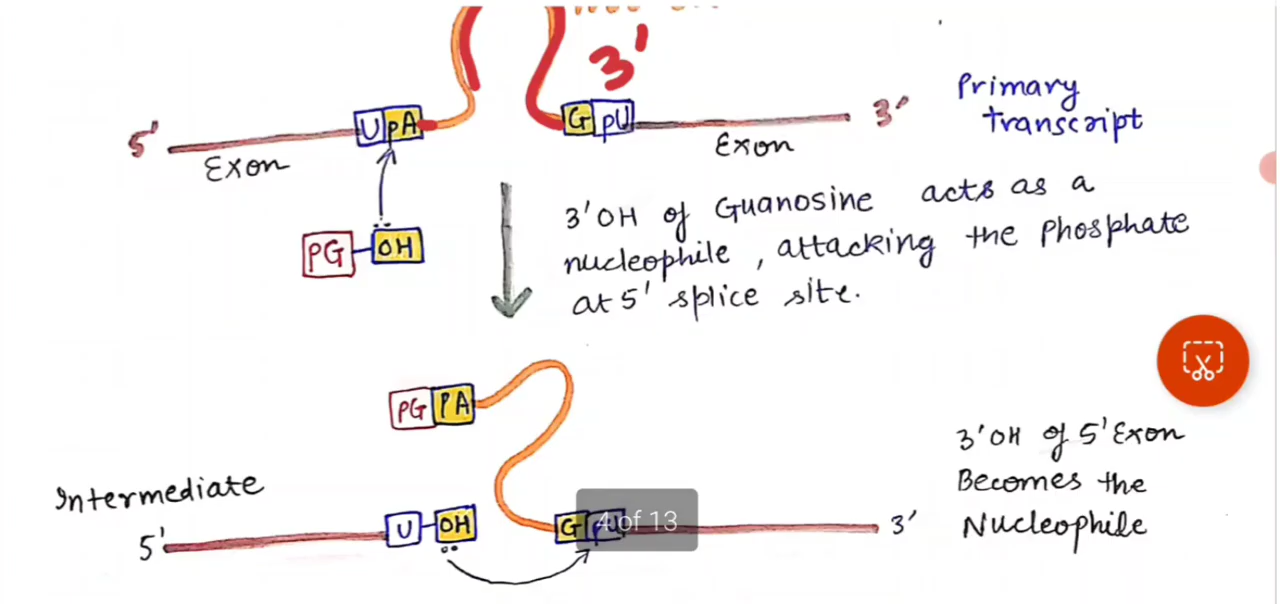 3'
5'
Exon
U pA
G pU
Exon
3'
Primary
transcript
pG OH
3'OH of Guanosine acts as a
nucleophile, attacking the Phosphate
at 5' splice site.
PG PA
Intermediate
5'
U OH
G pU
4 of 13
3'
3'OH of 5'Exon
Becomes the
Nucleophile